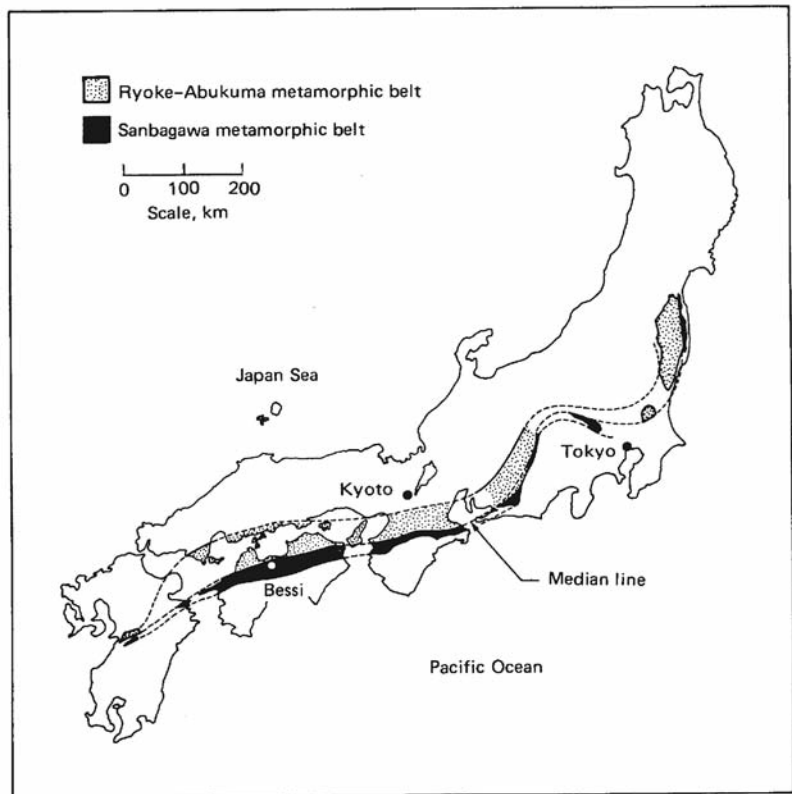 Ryoke-Abukuma metamorphic belt
Sanbagawa metamorphic belt
0 100 200
Scale, km
Japan Sea
Tokyo
Kyoto
Median line
Bessi
Pacific Ocean